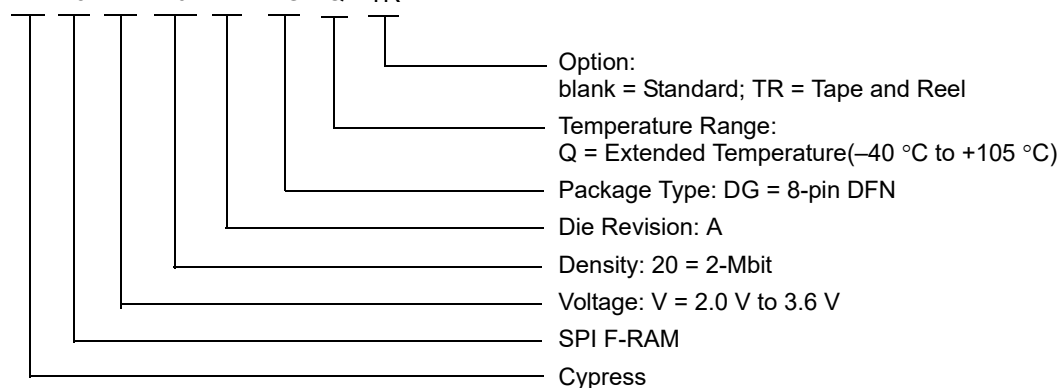 Option:
blank = Standard; TR = Tape and Reel
Temperature Range:
Q = Extended Temperature(–40 °C to +105 °C)
Package Type: DG = 8-pin DFN
Die Revision: A
Density: 20 = 2-Mbit
Voltage: V = 2.0 V to 3.6 V
SPI F-RAM
Cypress